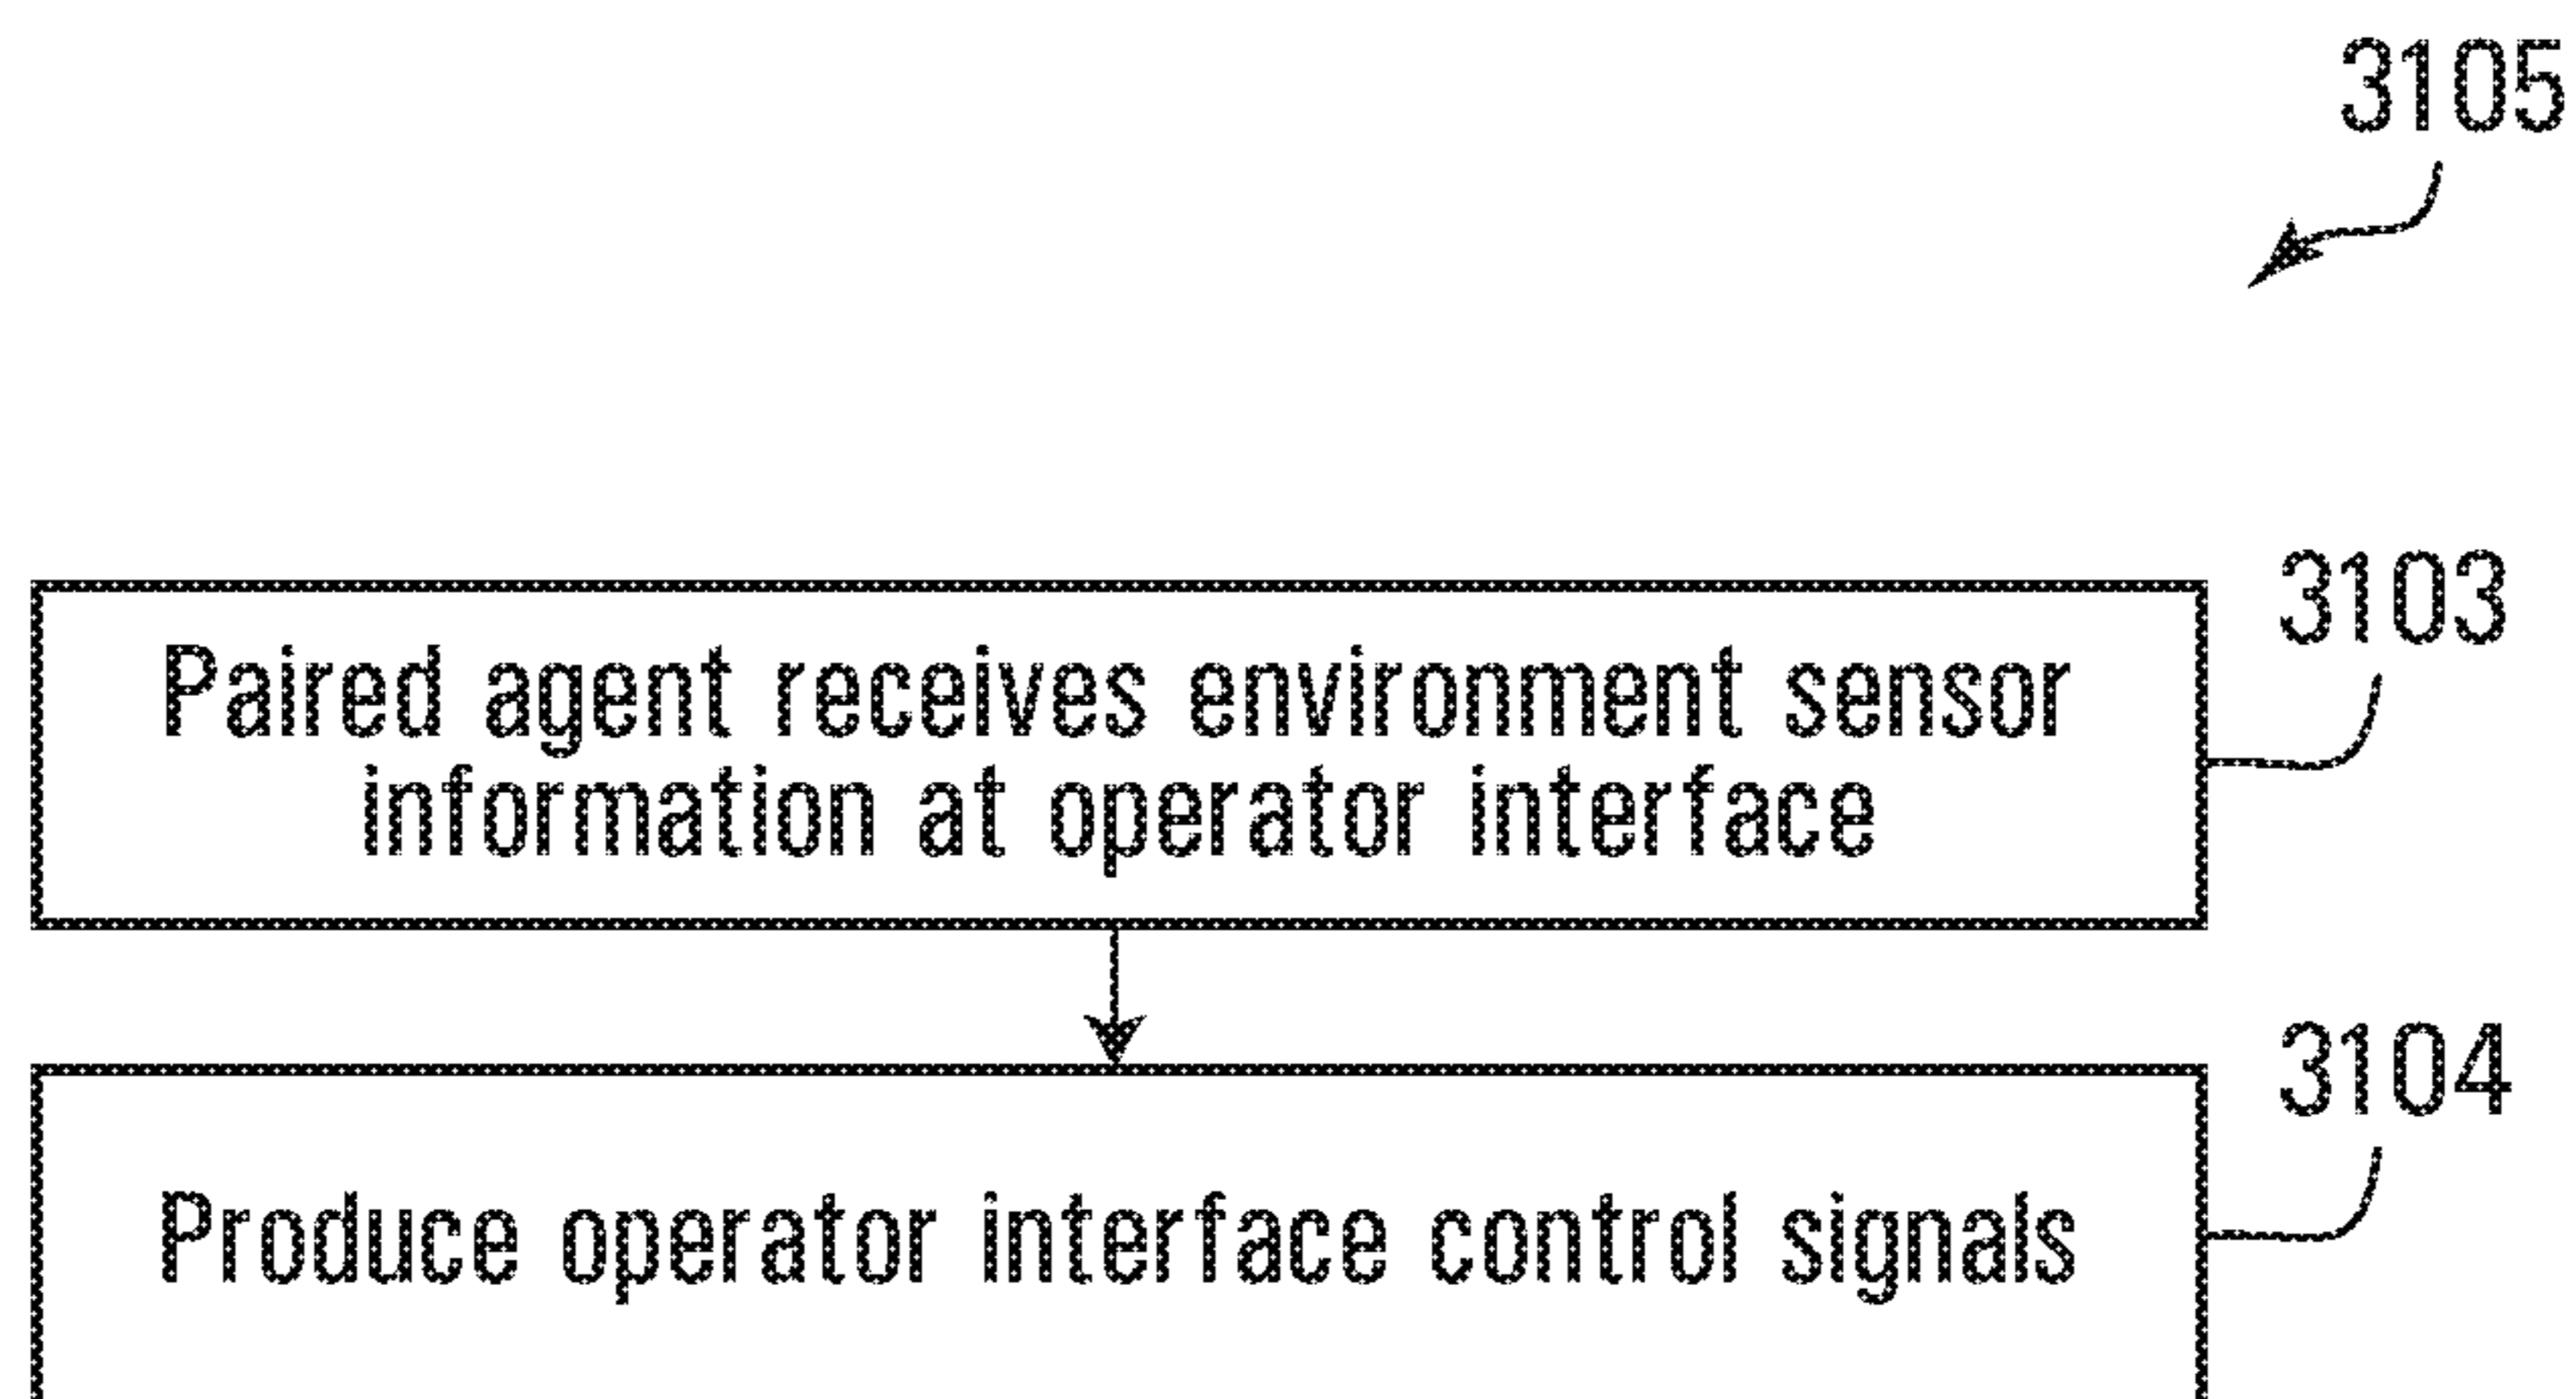 3105
3103
Paired agent receives environment sensor
information at operator interface
3104
Produce operator interface control signals